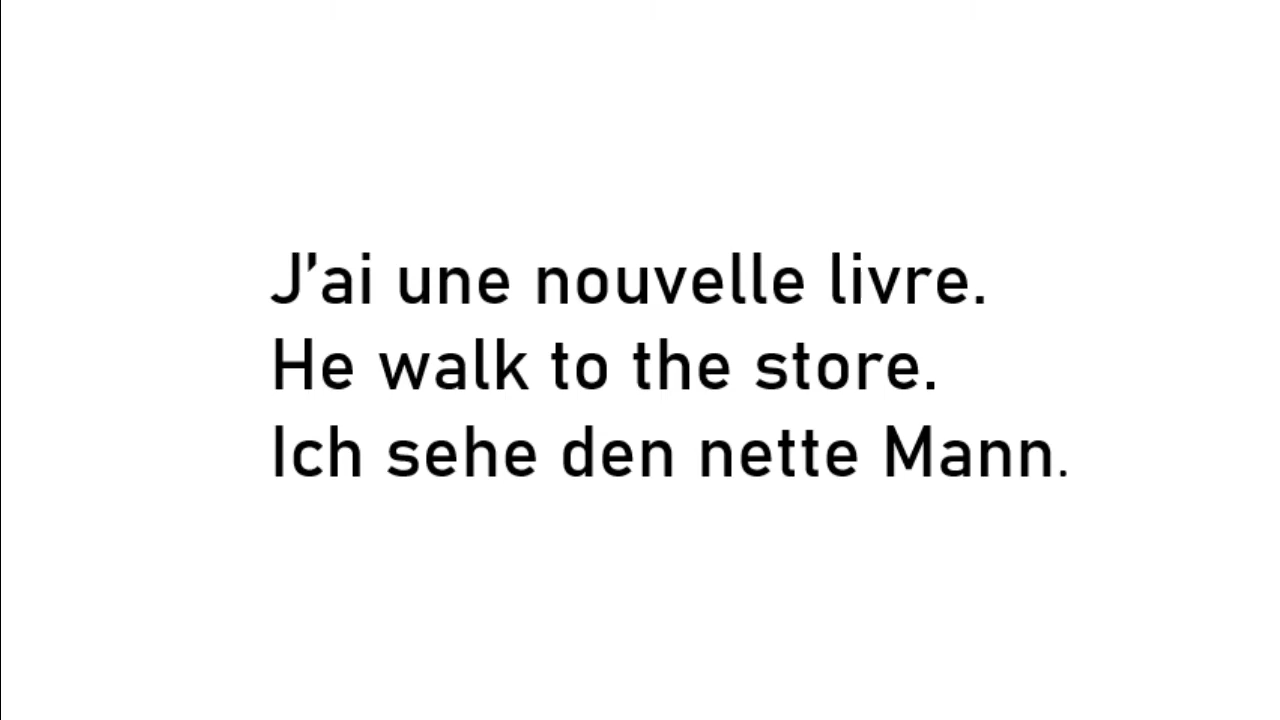 J’ai une nouvelle livre.
He walk to the store.
Ich sehe den nette Mann.